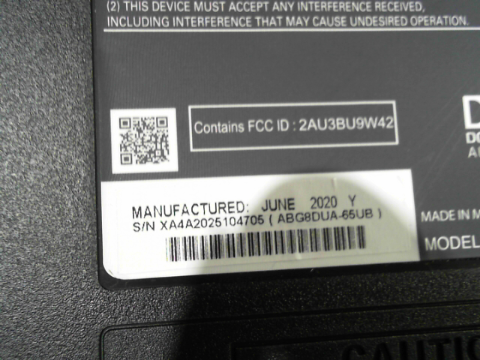 (2) THIS DEVICE MUST ACCEPT ANY INTERFERENCE RECEIVED,
INCLUDING INTERFERENCE THAT MAY CAUSE UNDESIRED OPERATION.
Contains FCC ID : 2AU3BU9W42
MANUFACTURED: JUNE 2020 Y
S/N XA4A2025104705 ( ABG8DUA-65UB )
MADE IN M
MODEL
CAUTIO